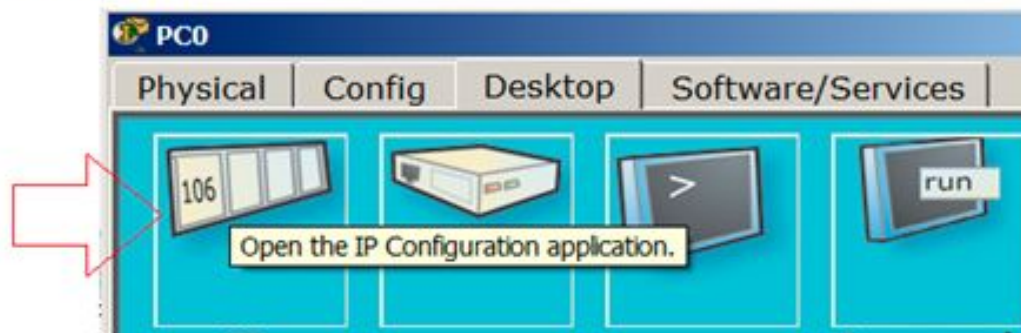 PC0
Physical Config Desktop Software/Services
106
>
run
Open the IP Configuration application.